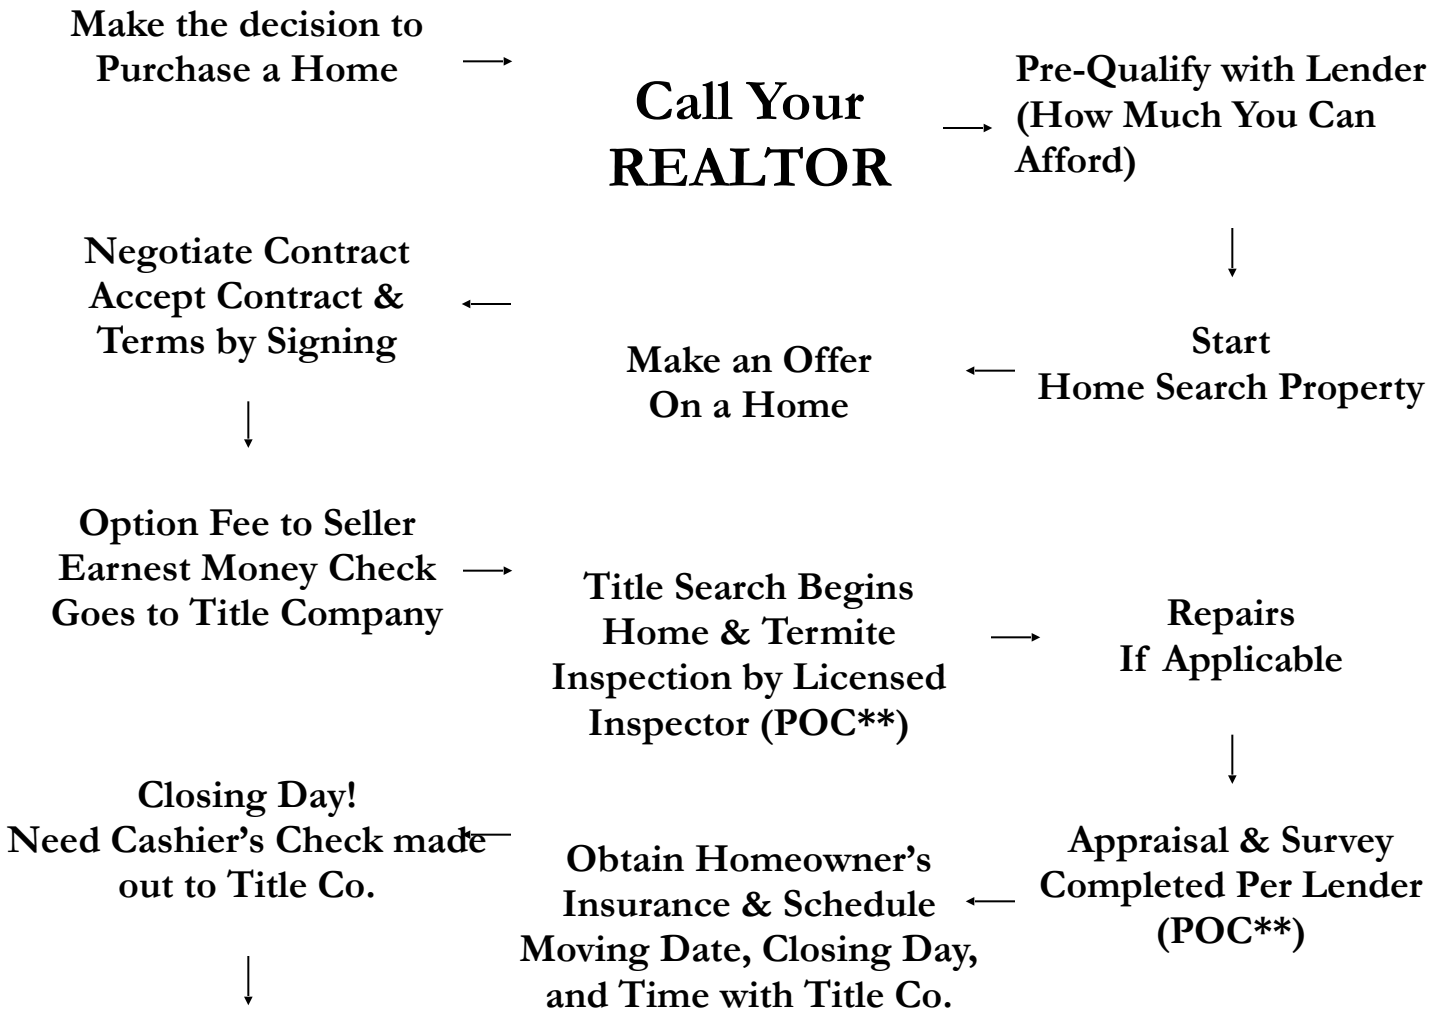 Make the decision to
Purchase a Home
Call Your
REALTOR
Pre-Qualify with Lender
(How Much You Can
Afford)
Start
Home Search Property
Make an Offer
On a Home
Negotiate Contract
Accept Contract &
Terms by Signing
Option Fee to Seller
Earnest Money Check
Goes to Title Company
Title Search Begins
Home & Termite
Inspection by Licensed
Inspector (POC**)
Repairs
If Applicable
Appraisal & Survey
Completed Per Lender
(POC**)
Obtain Homeowner’s
Insurance & Schedule
Moving Date, Closing Day,
and Time with Title Co.
Closing Day!
Need Cashier’s Check made
out to Title Co.